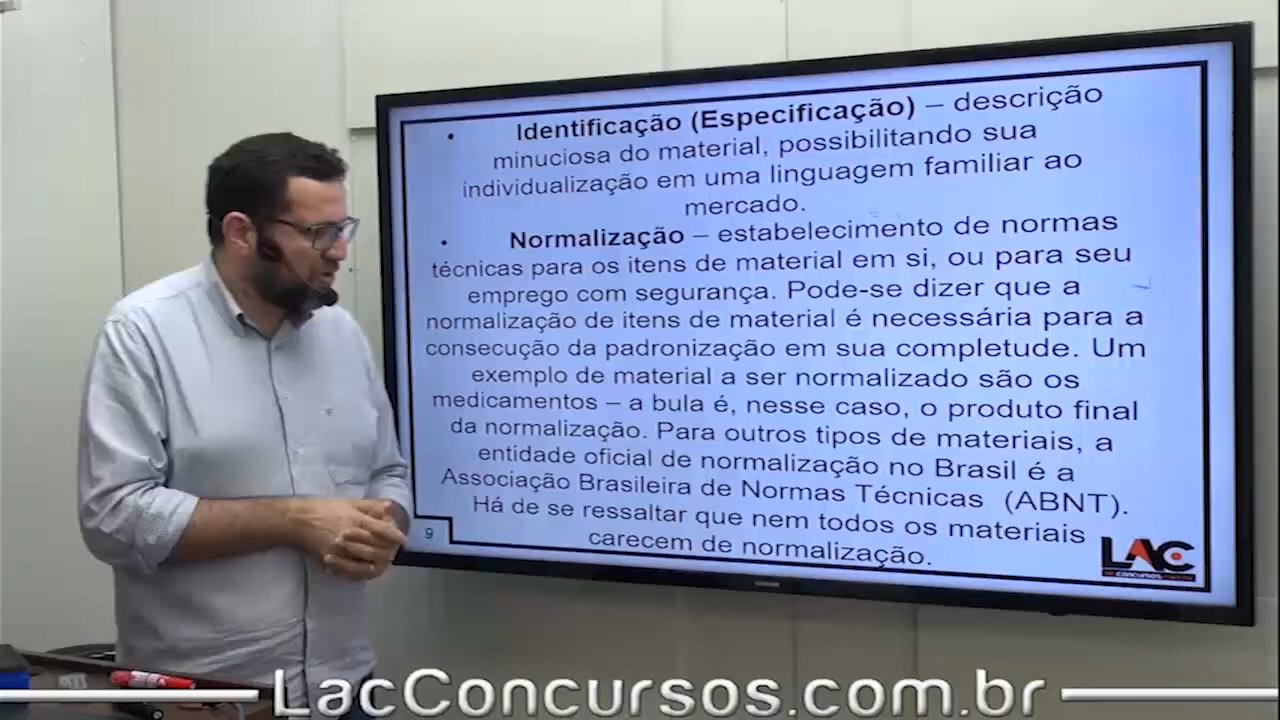 • Identificação (Especificação) – descrição
minuciosa do material, possibilitando sua
individualização em uma linguagem familiar ao
mercado.
• Normalização – estabelecimento de normas
técnicas para os itens de material em si, ou para seu
emprego com segurança. Pode-se dizer que a
normalização de itens de material é necessária para a
consecução da padronização em sua completude. Um
exemplo de material a ser normalizado são os
medicamentos – a bula é, nesse caso, o produto final
da normalização. Para outros tipos de materiais, a
entidade oficial de normalização no Brasil é a
Associação Brasileira de Normas Técnicas (ABNT).
Há de se ressaltar que nem todos os materiais
carecem de normalização.
9
LAC
LacConcursos.com.br